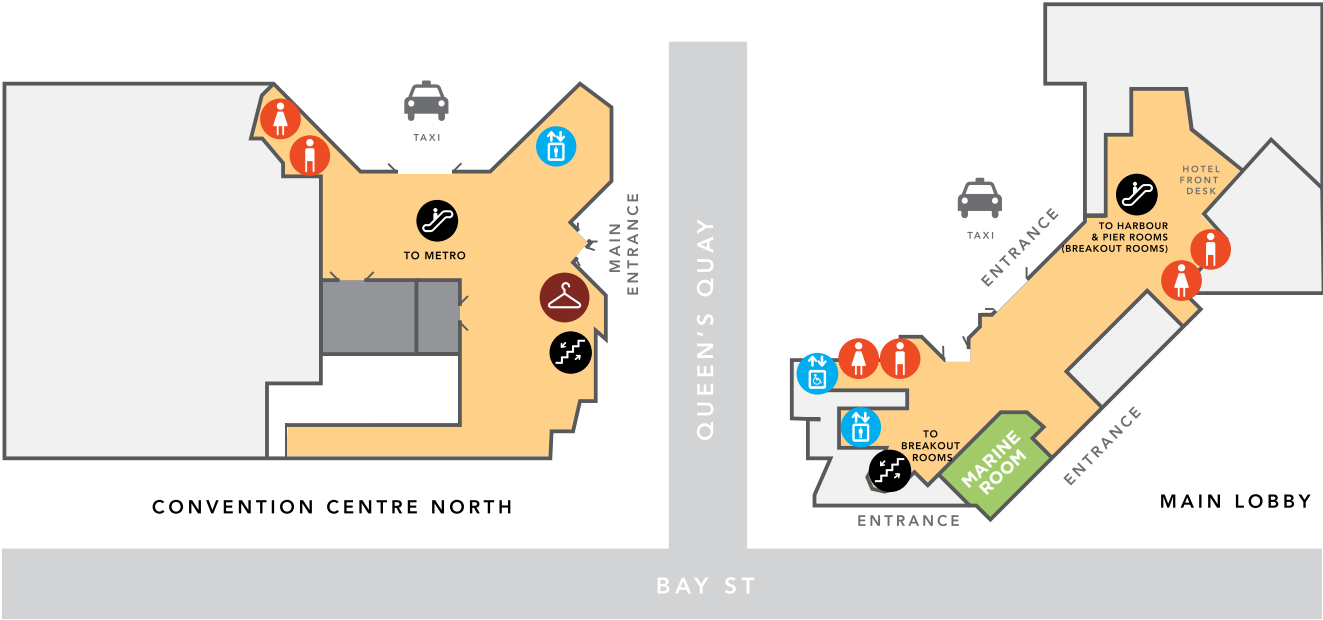 TAXI
TO METRO
MAIN
ENTRANCE
CONVENTION CENTRE NORTH
QUEEN'S QUAY
BAY ST
TAXI
ENTRANCE
HOTEL
FRONT
DESK
TO HARBOUR
& PIER ROOMS
(BREAKOUT ROOMS)
TO
BREAKOUT
ROOMS
MARINE
ROOM
ENTRANCE
ENTRANCE
MAIN LOBBY